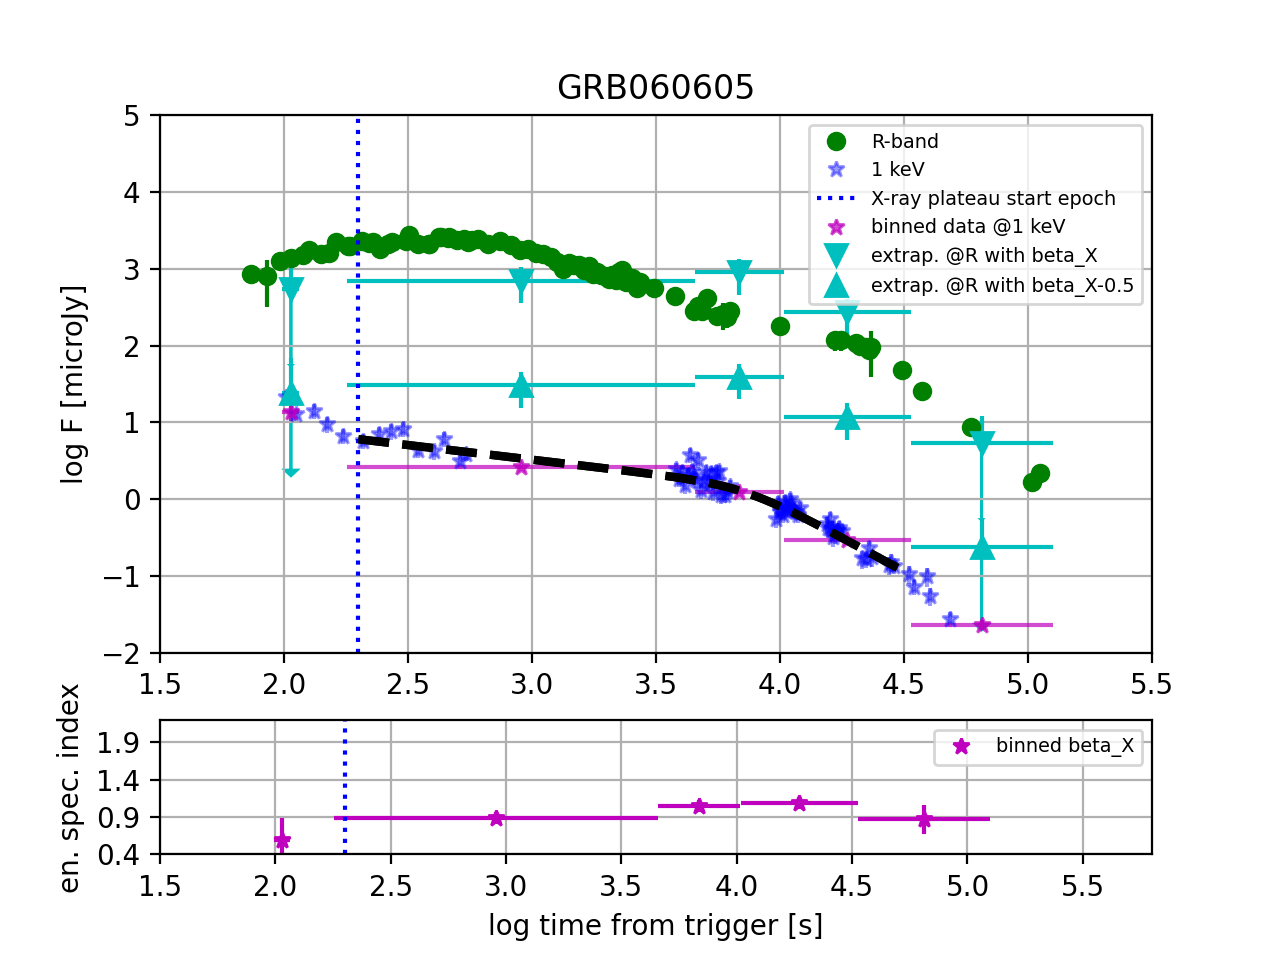 GRB060605
log F [microJy]
5
4
3
2
1
0
−1
−2
R-band
1 keV
X-ray plateau start epoch
binned data @1 keV
extrap. @R with beta_X
extrap. @R with beta_X-0.5
1.5 2.0 2.5 3.0 3.5 4.0 4.5 5.0 5.5
en. spec. index
1.9
1.4
0.9
0.4
binned beta_X
1.5 2.0 2.5 3.0 3.5 4.0 4.5 5.0 5.5
log time from trigger [s]